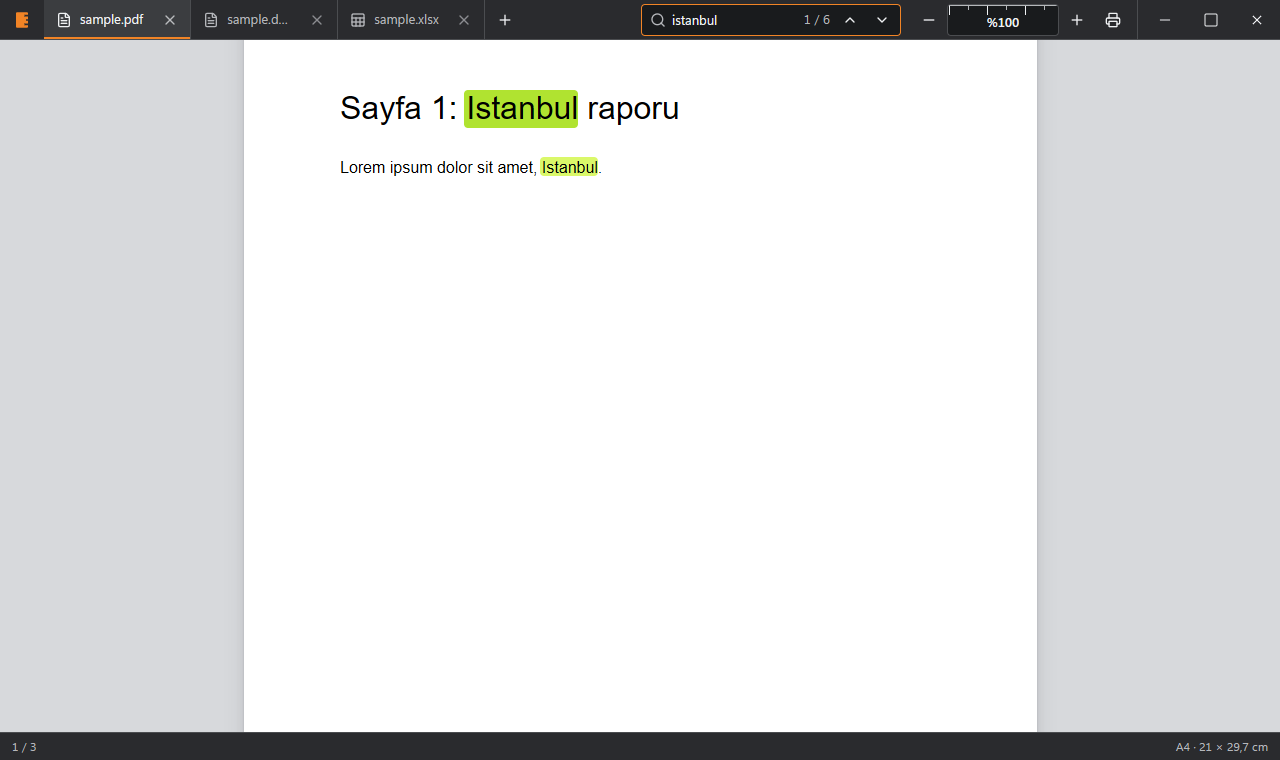 sample.pdf
sample.d...
sample.xlsx
istanbul
1 / 6
%100
Sayfa 1: Istanbul raporu
Lorem ipsum dolor sit amet, Istanbul.
1 / 3
A4 · 21 × 29,7 cm